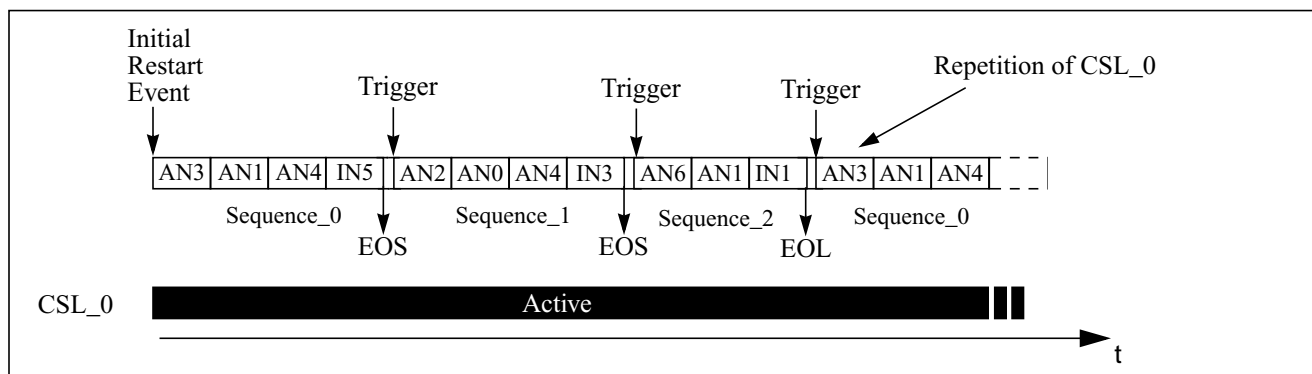 Initial
Restart
Event
Trigger
Trigger
Trigger
Repetition of CSL_0
AN3 AN1 AN4 IN5 AN2 AN0 AN4 IN3 AN6 AN1 IN1 AN3 AN1 AN4
Sequence_0 Sequence_1 Sequence_2 Sequence_0
EOS EOS EOL
CSL_0 Active
t